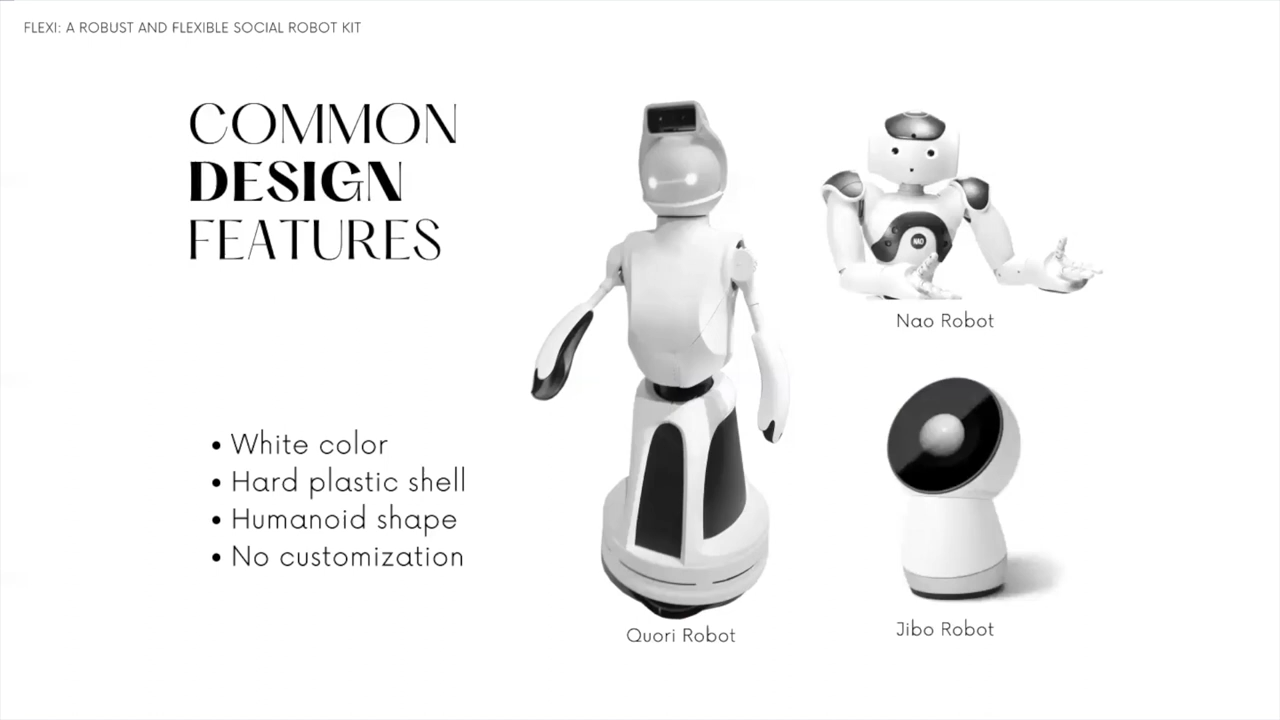 FLEXI: A ROBUST AND FLEXIBLE SOCIAL ROBOT KIT
COMMON
DESIGN
FEATURES
• White color
• Hard plastic shell
• Humanoid shape
• No customization
NAO
Nao Robot
Quori Robot
Jibo Robot